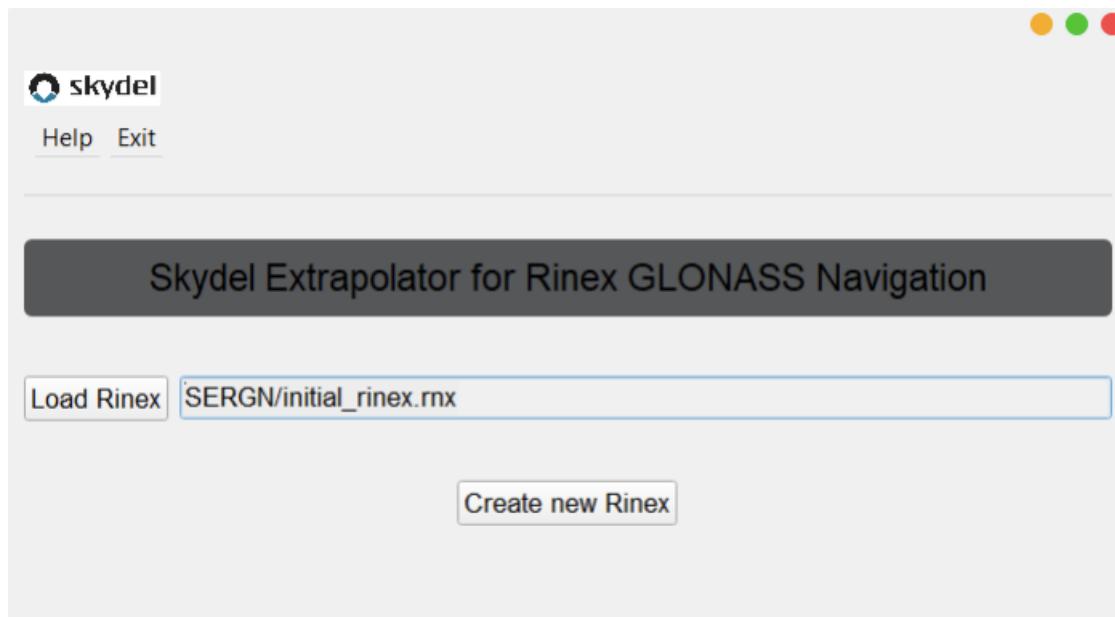 skydel
Help Exit
Skydel Extrapolator for Rinex GLONASS Navigation
Load Rinex SERGN/initial_rinex.rnx
Create new Rinex